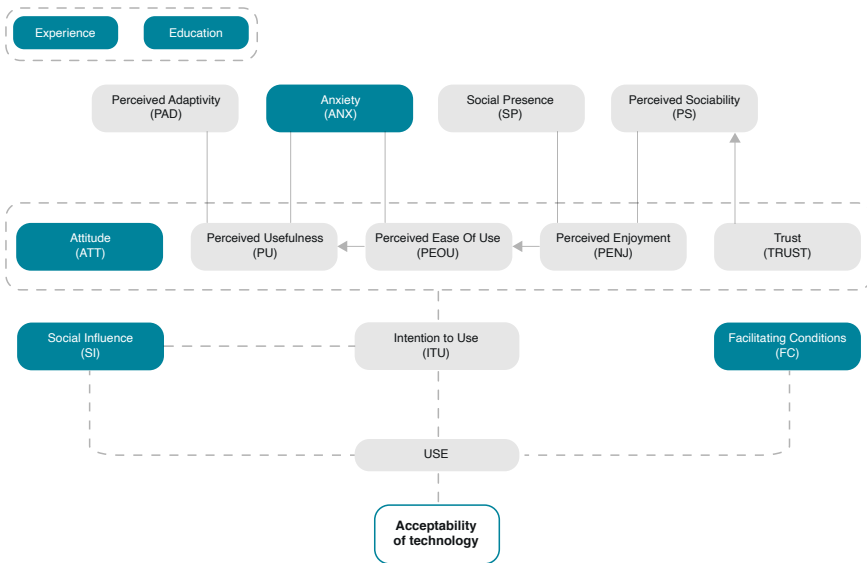 Experience
Education
Perceived Adaptivity
(PAD)
Anxiety
(ANX)
Social Presence
(SP)
Perceived Sociability
(PS)
Attitude
(ATT)
Perceived Usefulness
(PU)
Perceived Ease Of Use
(PEOU)
Perceived Enjoyment
(PENJ)
Trust
(TRUST)
Social Influence
(SI)
Intention to Use
(ITU)
Facilitating Conditions
(FC)
USE
Acceptability
of technology